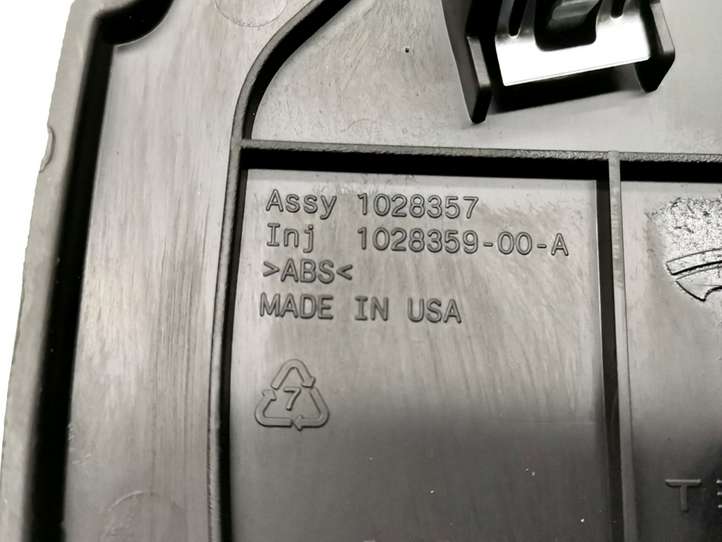 Assy 1028357
Inj 1028359-00-A
>ABS<
MADE IN USA
7